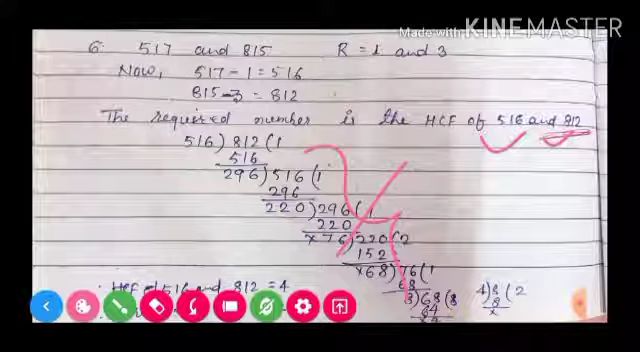 Made with KINEMASTER
6. 517 and 815 R = 1 and 3
Now, 517 - 1 = 516
815 - 3 = 812
The required number is the HCF of 516 and 812
516) 812 (1
516
296) 516 (1
296
220) 296 (1
220
x76) 220 (2
152
x68) 76 (1
68
8) 68 (8 4) 8 (2
64 8
x4 x
HCF of 516 and 812 = 4